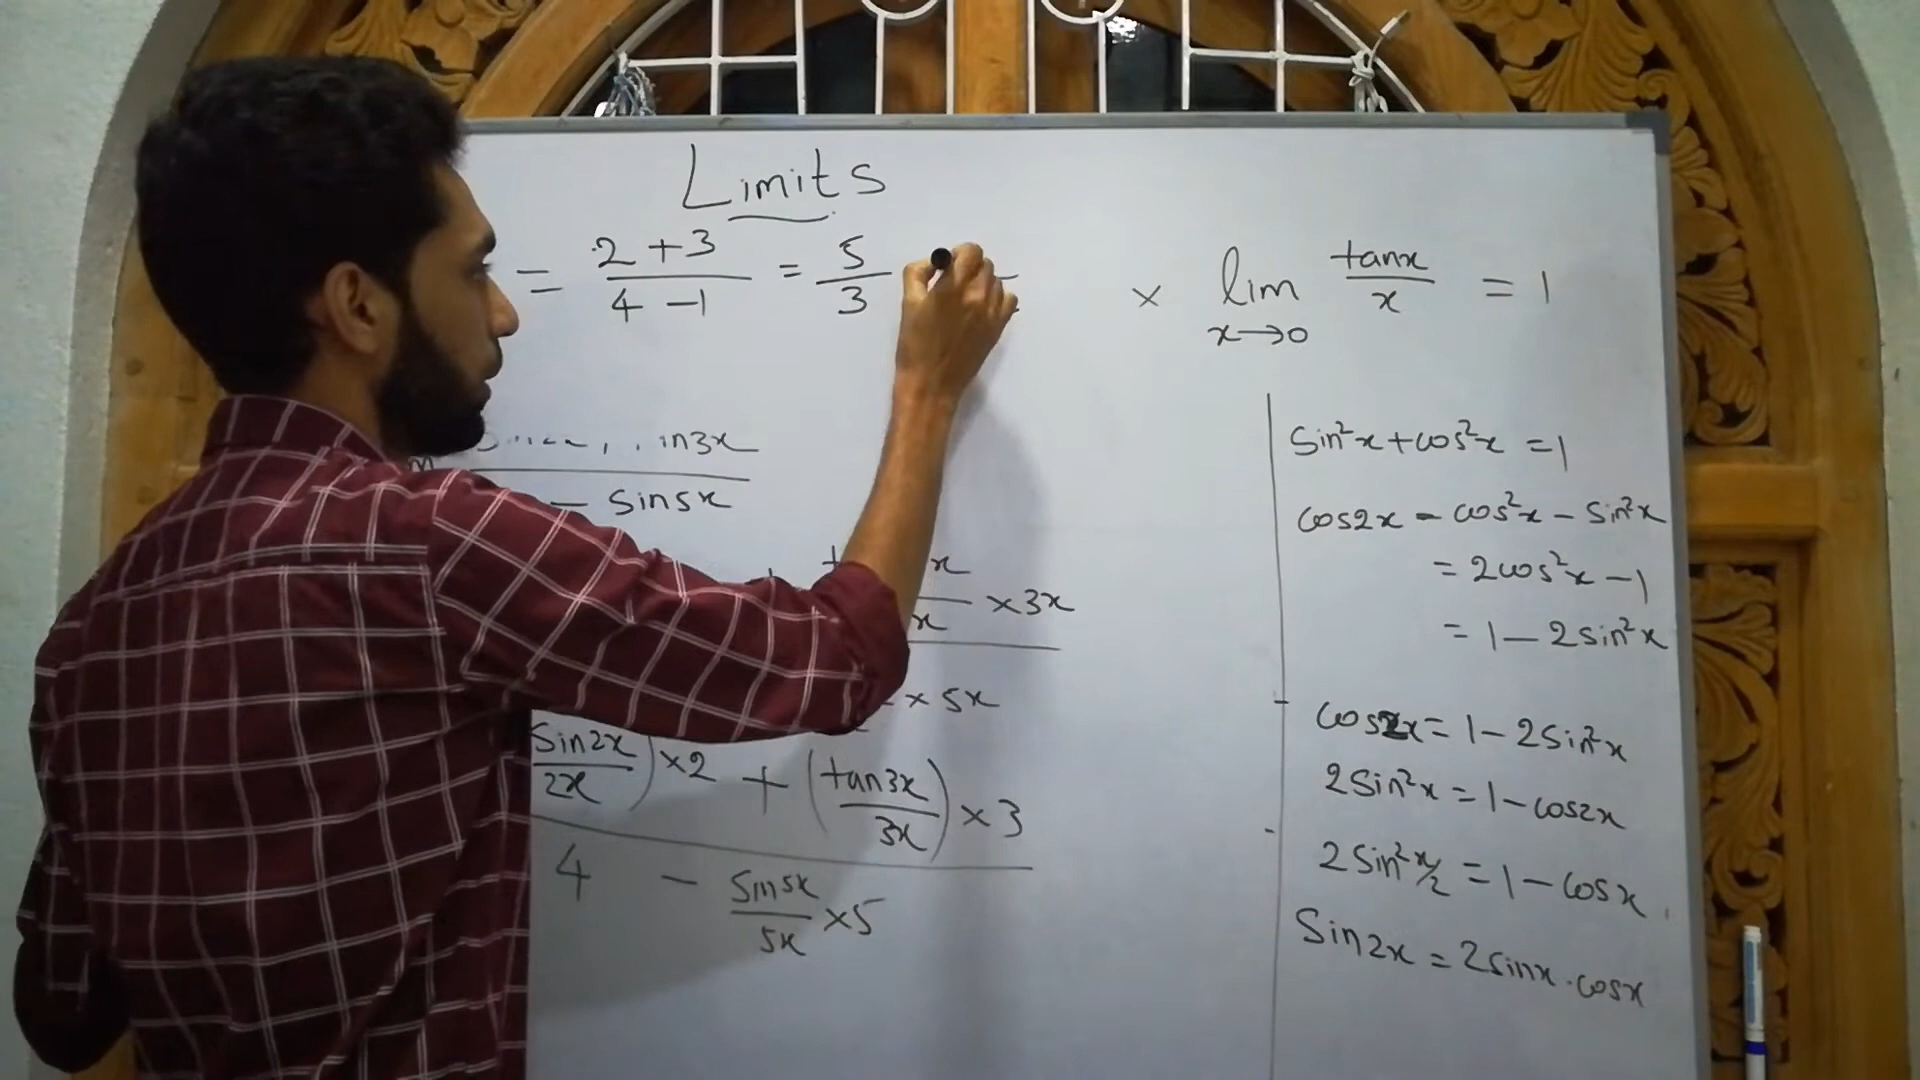 Limits
= 2 + 3 / 4 - 1 = 5 / 3
× lim x→0 tanx / x = 1
in3x
- Sin5x
x
x × 3x
× 5x
Sin2x / 2x ) × 2 + ( tan3x / 3x ) × 3
4 - Sin5x / 5x × 5
Sin²x + cos²x = 1
cos2x = cos²x - Sin²x
= 2cos²x - 1
= 1 - 2sin²x
cos2x = 1 - 2Sin²x
2Sin²x = 1 - cos2x
2Sin²x/2 = 1 - cosx
Sin2x = 2sinx.cosx